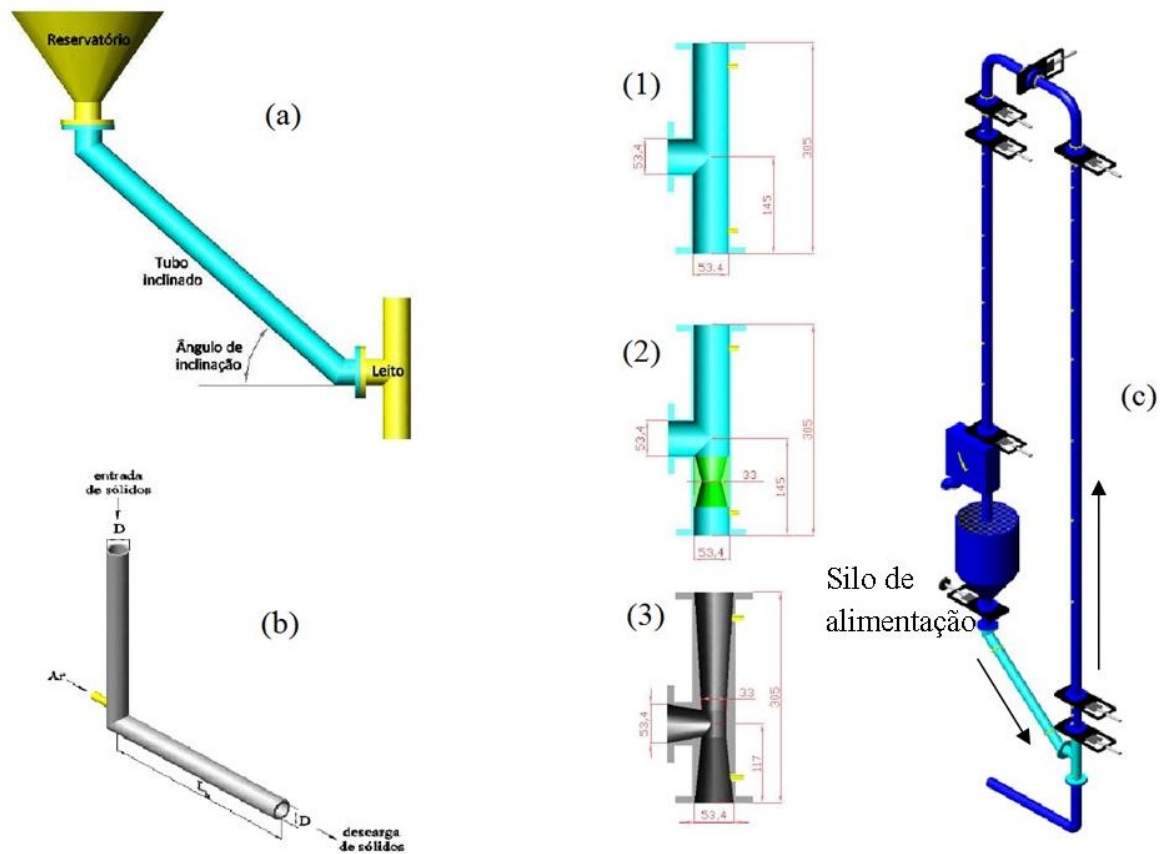 Reservatório
(a)
Tubo
inclinado
Ângulo de
inclinação
Leito
entrada
de sólidos
D
(b)
Ar
L
D
descarga
de sólidos
(1)
53,4
305
145
53,4
(2)
53,4
305
33
145
53,4
(3)
33
305
53,4
117
53,4
(c)
Silo de
alimentação